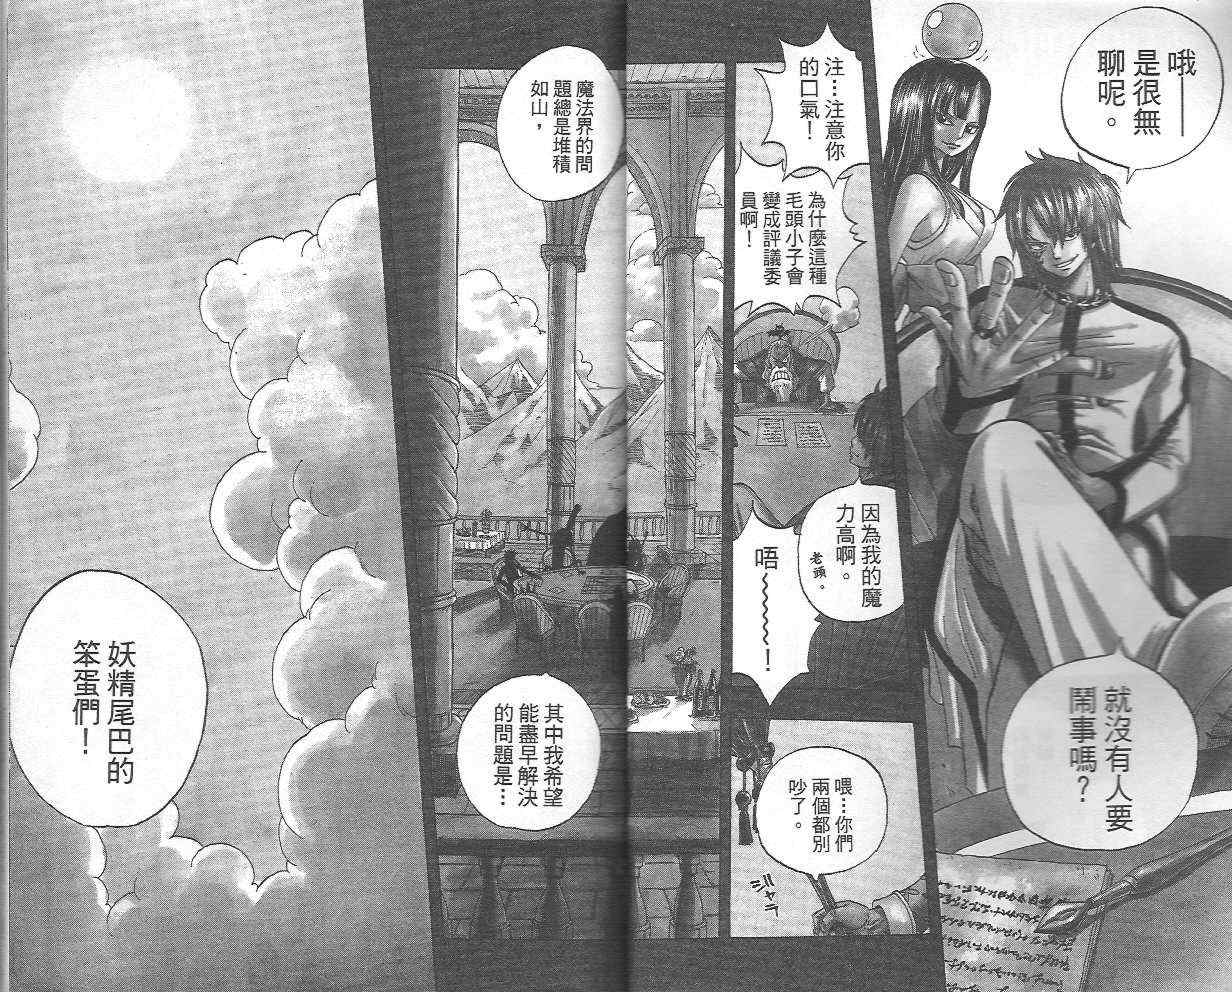 哦——
是很無
聊呢。
就沒有人要
鬧事嗎？
注…注意你
的口氣！
為什麼這種
毛頭小子會
變成評議委
員啊！
因為我的魔
力高啊。
老頭。
唔～～～～！
喂…你們
兩個都別
吵了。
ジャラ
魔法界的問
題總是堆積
如山，
其中我希望
能盡早解決
的問題是…
妖精尾巴的
笨蛋們！